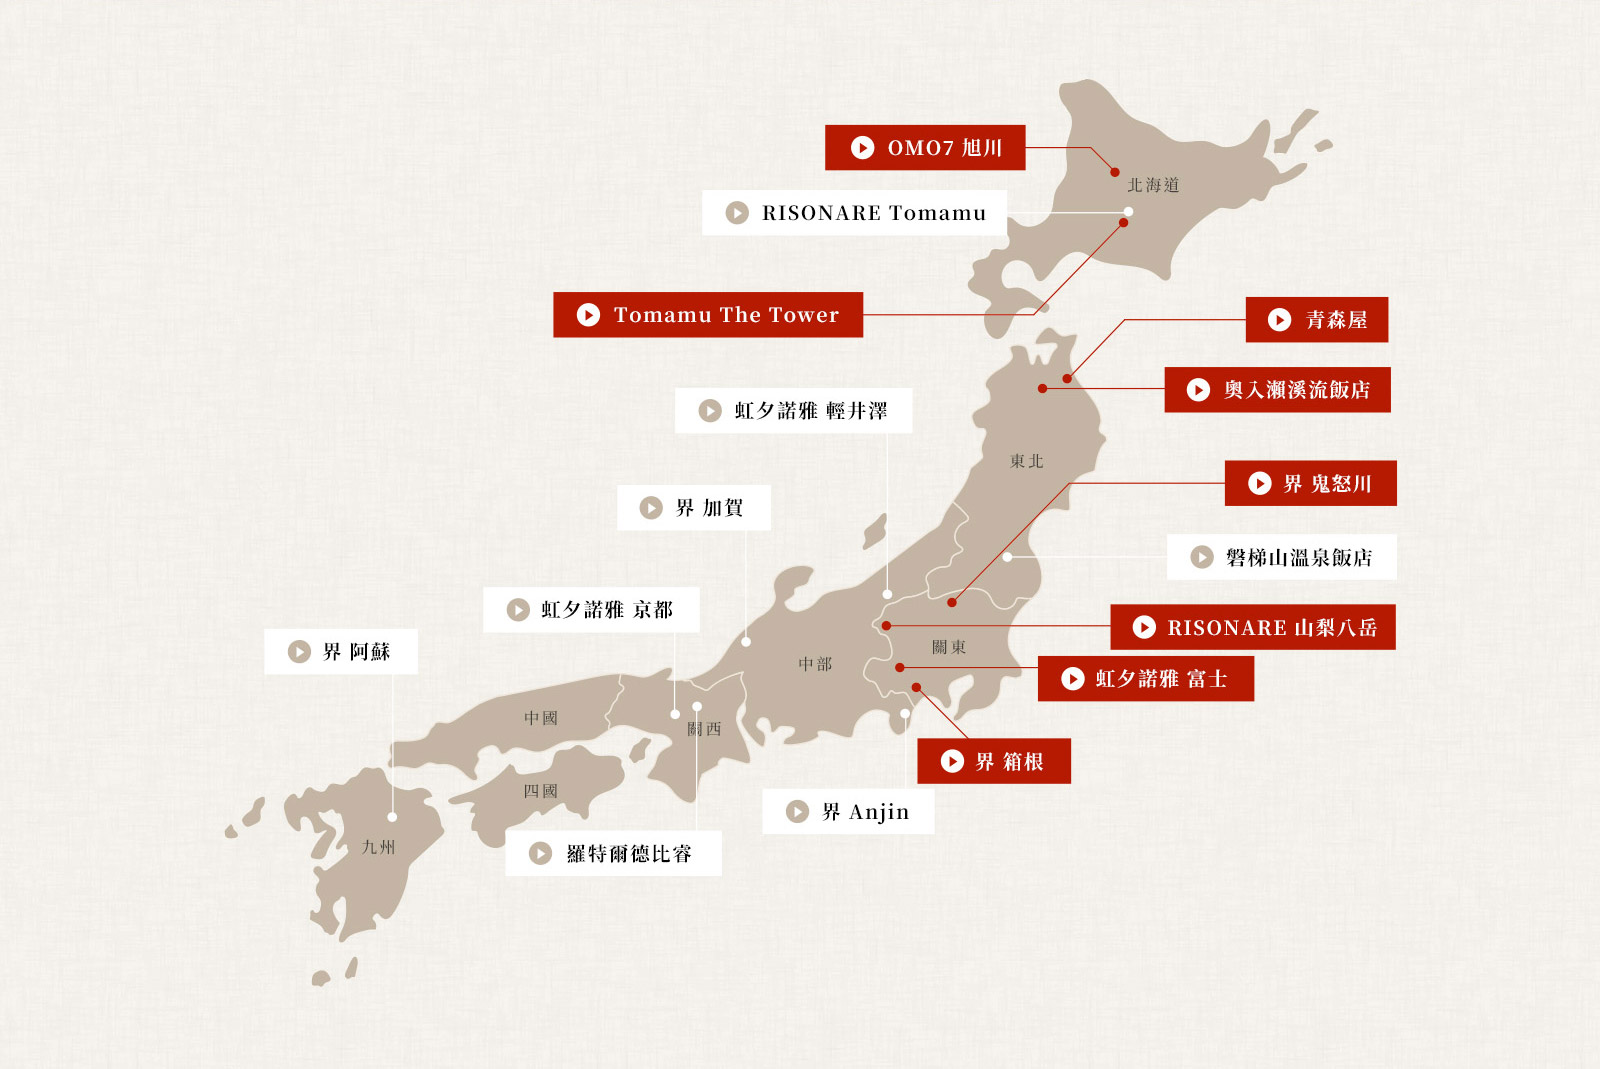 OMO7 旭川
北海道
RISONARE Tomamu
Tomamu The Tower
青森屋
奧入瀨溪流飯店
虹夕諾雅 輕井澤
東北
界 鬼怒川
界 加賀
磐梯山溫泉飯店
虹夕諾雅 京都
RISONARE 山梨八岳
界 阿蘇
關東
中部
虹夕諾雅 富士
中國
關西
界 箱根
四國
界 Anjin
九州
羅特爾德比睿